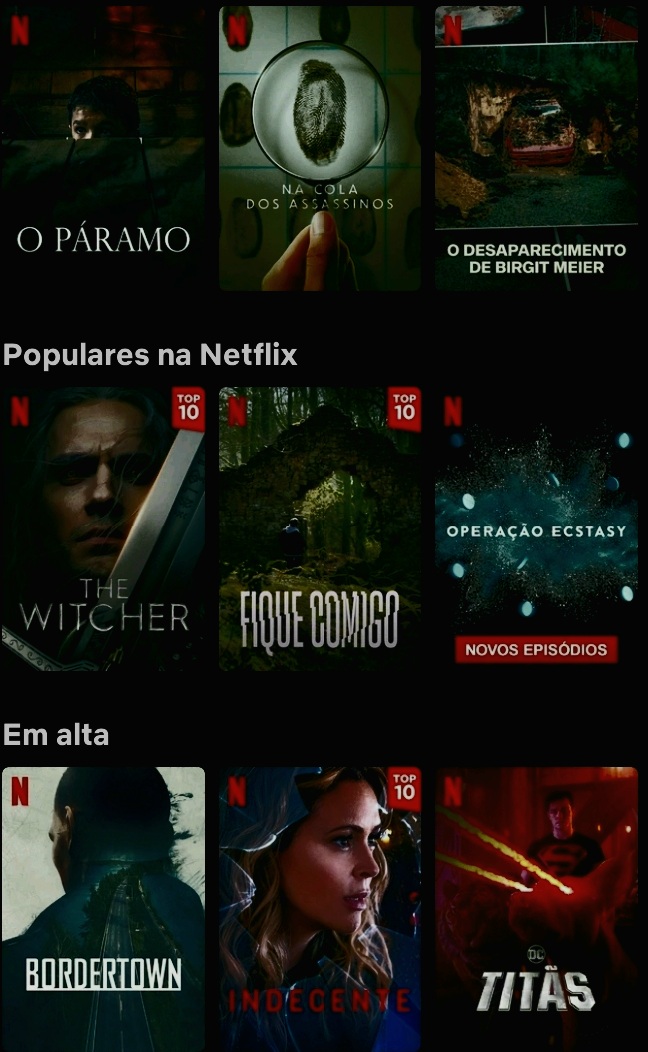 N
O PÁRAMO
N
NA COLA
DOS ASSASSINOS
N
O DESAPARECIMENTO
DE BIRGIT MEIER
Populares na Netflix
N
TOP
10
THE
WITCHER
N
TOP
10
FIQUE COMIGO
N
OPERAÇÃO ECSTASY
NOVOS EPISÓDIOS
Em alta
N
BORDERTOWN
N
TOP
10
INDECENTE
N
DC
TITÃS